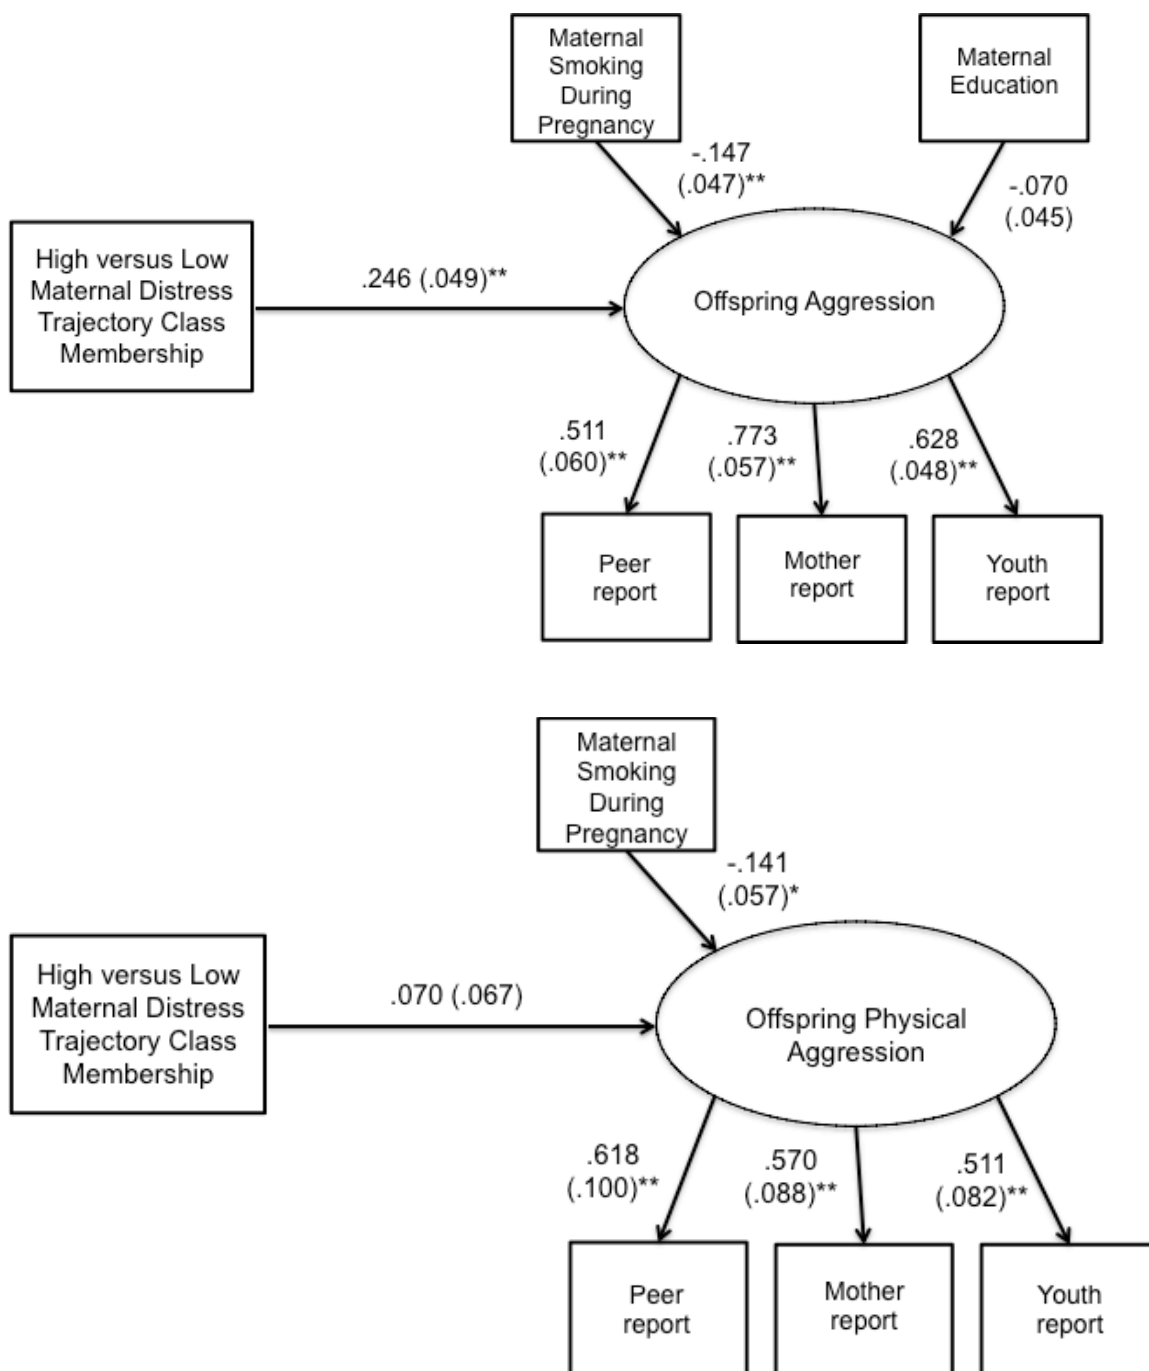 Maternal
Smoking
During
Pregnancy
Maternal
Education
-.147
(.047)**
-.070
(.045)
High versus Low
Maternal Distress
Trajectory Class
Membership
.246 (.049)**
Offspring Aggression
.511
(.060)**
.773
(.057)**
.628
(.048)**
Peer
report
Mother
report
Youth
report
Maternal
Smoking
During
Pregnancy
-.141
(.057)*
High versus Low
Maternal Distress
Trajectory Class
Membership
.070 (.067)
Offspring Physical
Aggression
.618
(.100)**
.570
(.088)**
.511
(.082)**
Peer
report
Mother
report
Youth
report